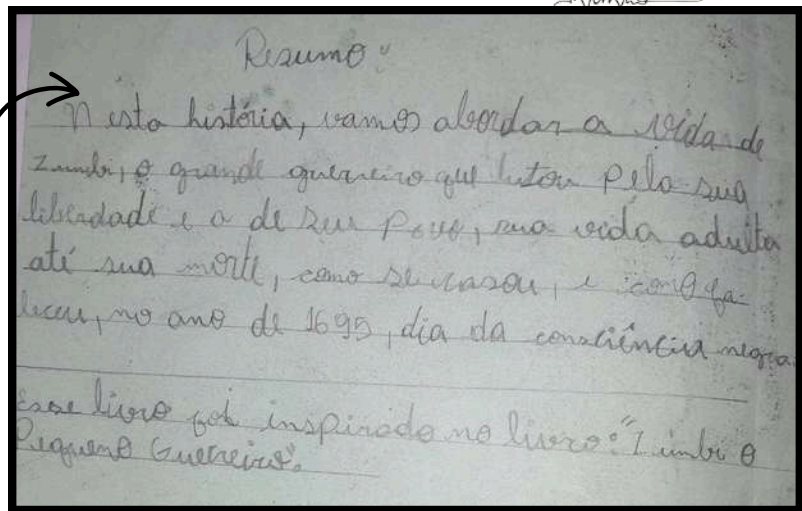 Resumo:
Nesta história, vamos abordar a vida de
Zumbi, o grande guerreiro que lutou pela sua
liberdade e a de seu Povo, sua vida adulta
até sua morte, como se casou, e como fa-
leceu, no ano de 1695, dia da consciência negra.
Esse livro foi inspirado no livro: "Zumbi o
Pequeno Guerreiro".